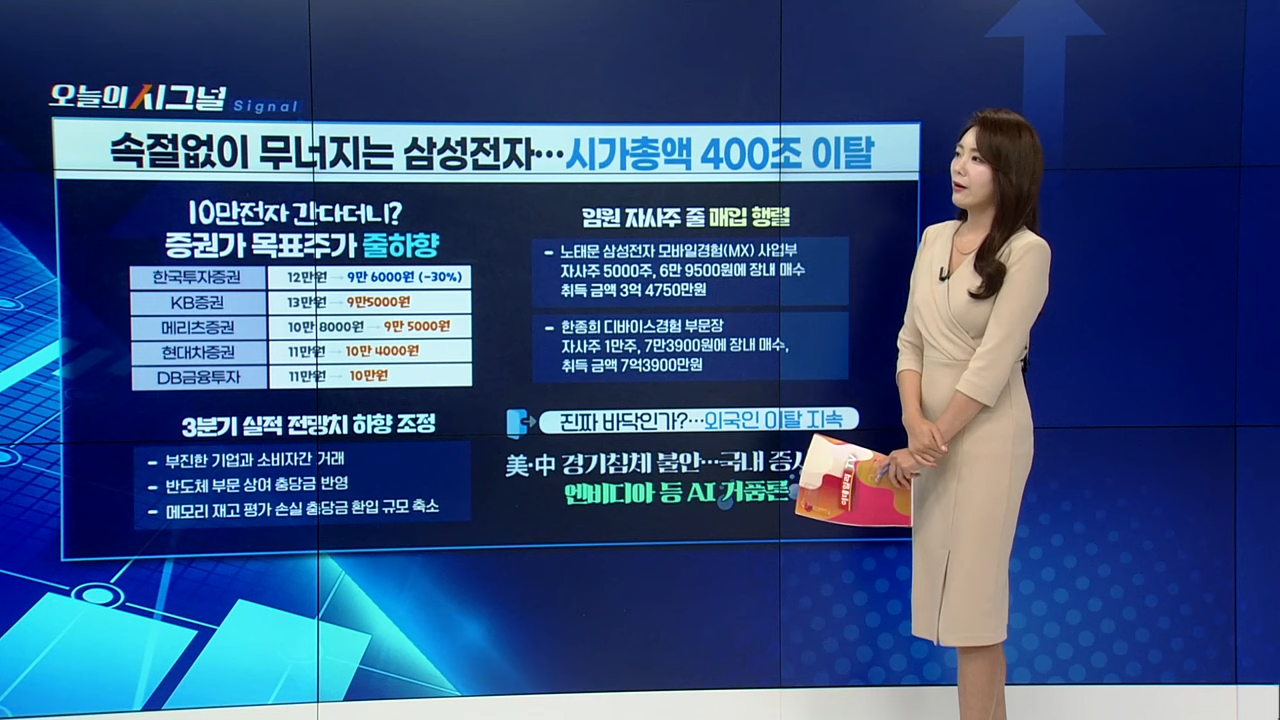 오늘의 시그널 Signal
속절없이 무너지는 삼성전자…시가총액 400조 이탈
10만전자 간다더니?
증권가 목표주가 줄하향
한국투자증권 12만원 → 9만 6000원 (-30%)
KB증권 13만원 → 9만5000원
메리츠증권 10만 8000원 → 9만 5000원
현대차증권 11만원 → 10만 4000원
DB금융투자 11만원 → 10만원
3분기 실적 전망치 하향 조정
- 부진한 기업과 소비자간 거래
- 반도체 부문 상여 충당금 반영
- 메모리 재고 평가 손실 충당금 환입 규모 축소
임원 자사주 줄 매입 행렬
- 노태문 삼성전자 모바일경험(MX) 사업부
자사주 5000주, 6만 9500원에 장내 매수
취득 금액 3억 4750만원
- 한종희 디바이스경험 부문장
자사주 1만주, 7만3900원에 장내 매수,
취득 금액 7억3900만원
진짜 바닥인가?…외국인 이탈 지속
美·中 경기침체 불안…국내 증시
엔비디아 등 AI 거품론
이데일리 TV